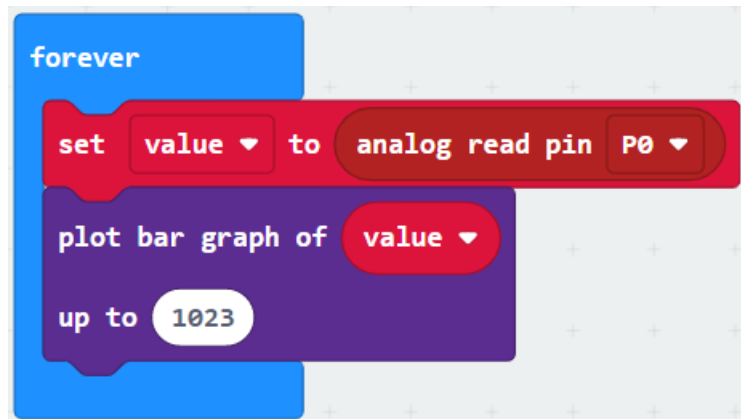 forever
set value to analog read pin P0
plot bar graph of value
up to 1023